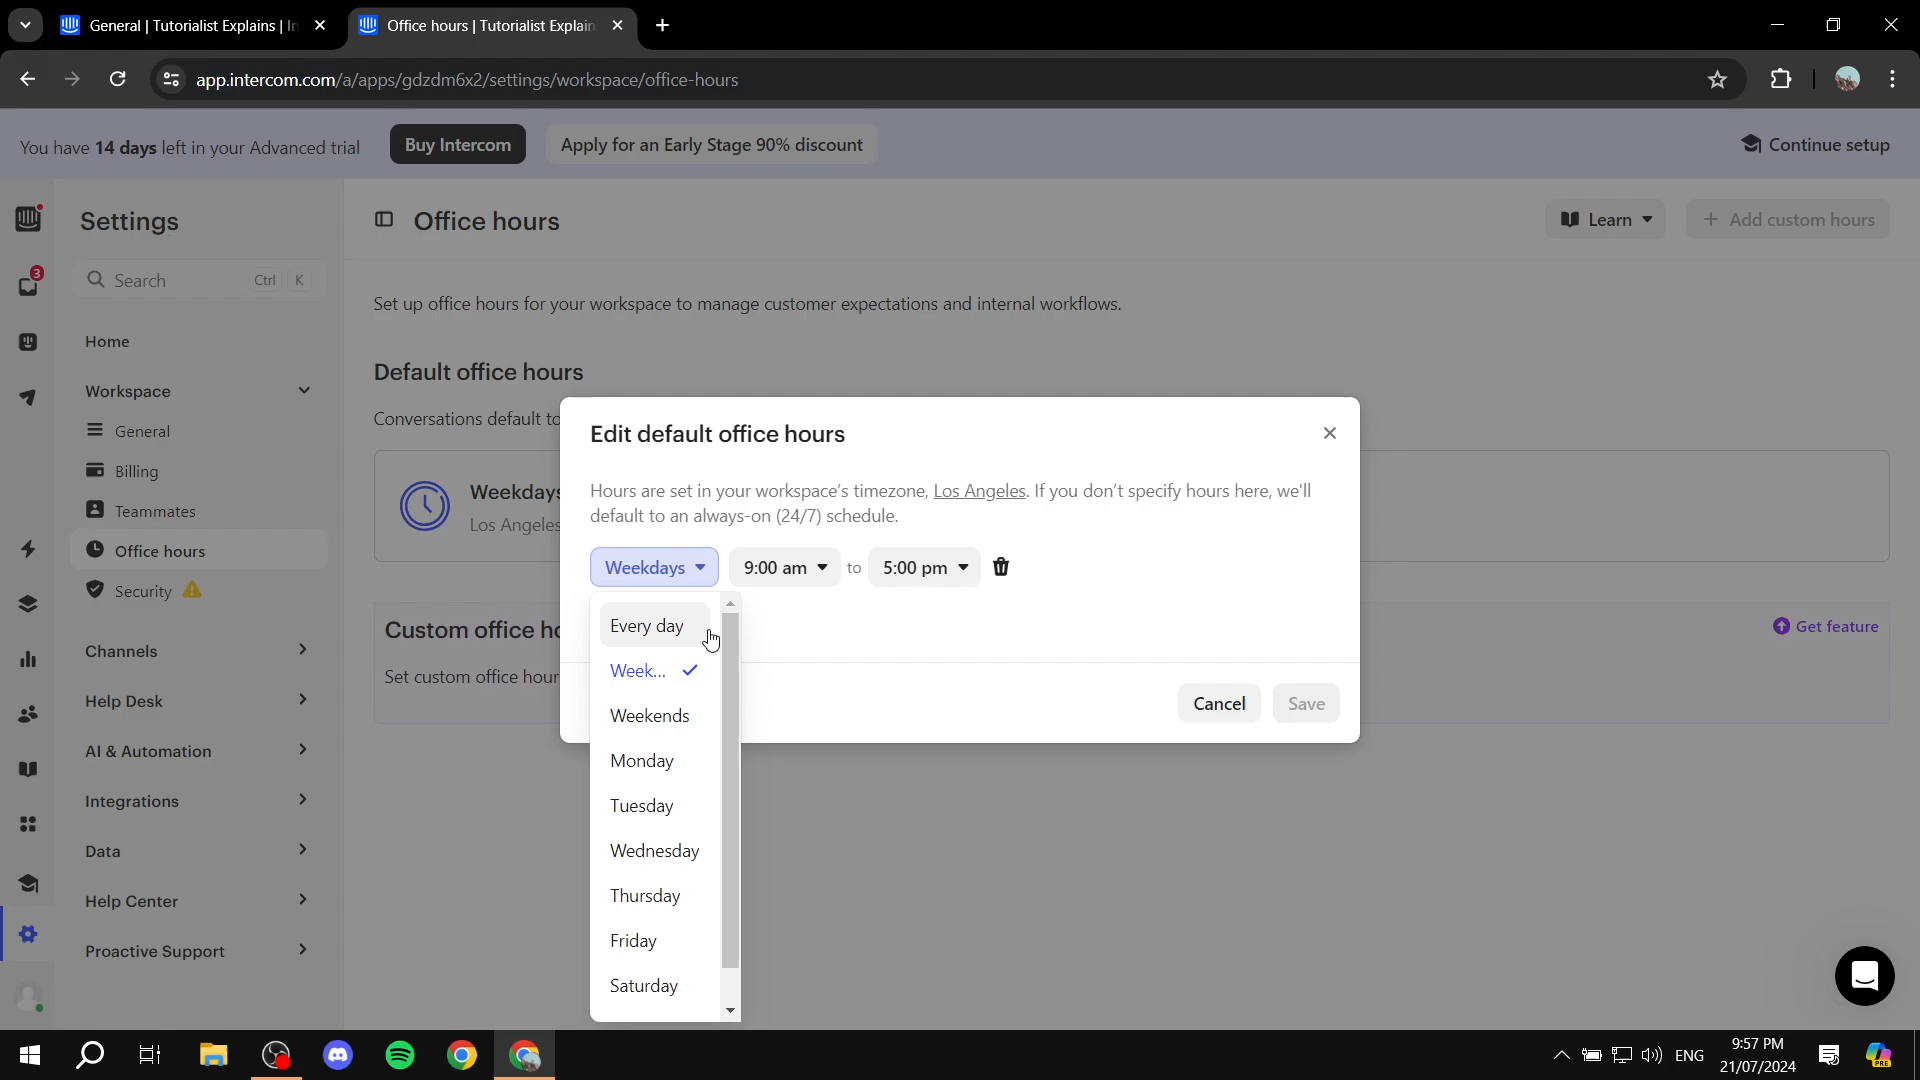 General | Tutorialist Explains | In
Office hours | Tutorialist Explain
app.intercom.com/a/apps/gdzdm6x2/settings/workspace/office-hours
You have 14 days left in your Advanced trial
Buy Intercom
Apply for an Early Stage 90% discount
Continue setup
Settings
Office hours
Learn
+ Add custom hours
3
Search
Ctrl K
Set up office hours for your workspace to manage customer expectations and internal workflows.
Home
Default office hours
Workspace
Conversations default to
General
Billing
Teammates
Office hours
Security
Weekdays
Los Angeles
Edit default office hours
Hours are set in your workspace's timezone, Los Angeles. If you don't specify hours here, we'll
default to an always-on (24/7) schedule.
Weekdays
9:00 am
to
5:00 pm
Every day
Week...
Weekends
Monday
Tuesday
Wednesday
Thursday
Friday
Saturday
Cancel
Save
Custom office ho
Get feature
Set custom office hour
Channels
Help Desk
AI & Automation
Integrations
Data
Help Center
Proactive Support
ENG
9:57 PM
21/07/2024
PRE